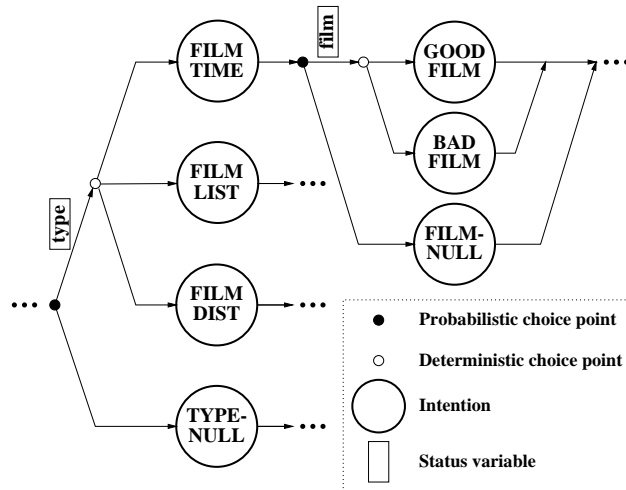 FILM
TIME
film
GOOD
FILM
BAD
FILM
FILM
LIST
type
FILM-
NULL
FILM
DIST
TYPE-
NULL
Probabilistic choice point
Deterministic choice point
Intention
Status variable